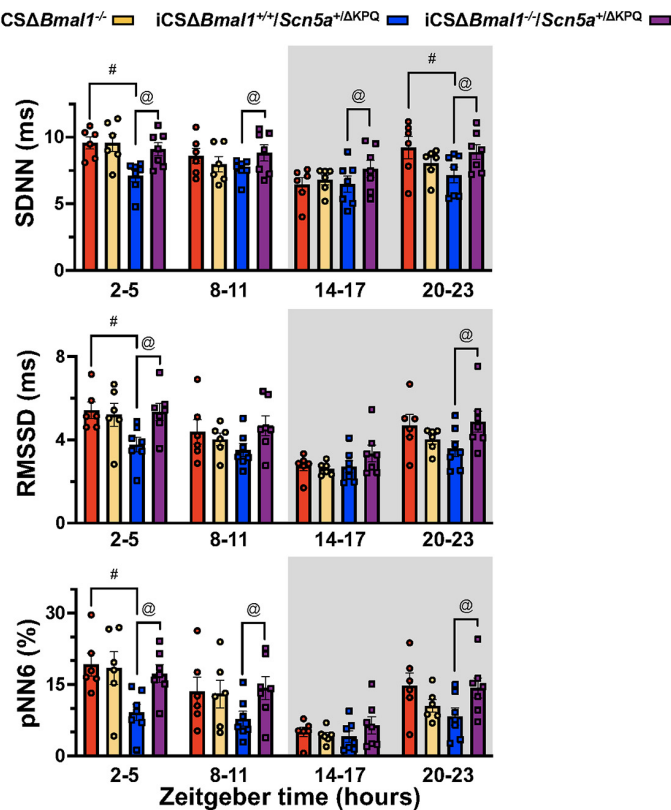 CSΔBmal1-/- iCSΔBmal1+/+/Scn5a+/ΔKPQ iCSΔBmal1-/-/Scn5a+/ΔKPQ
# @ @ @ # @
SDNN (ms)
10
5
0
2-5 8-11 14-17 20-23
# @ @
RMSSD (ms)
8
4
0
2-5 8-11 14-17 20-23
# @ @ @
pNN6 (%)
30
15
0
2-5 8-11 14-17 20-23
Zeitgeber time (hours)